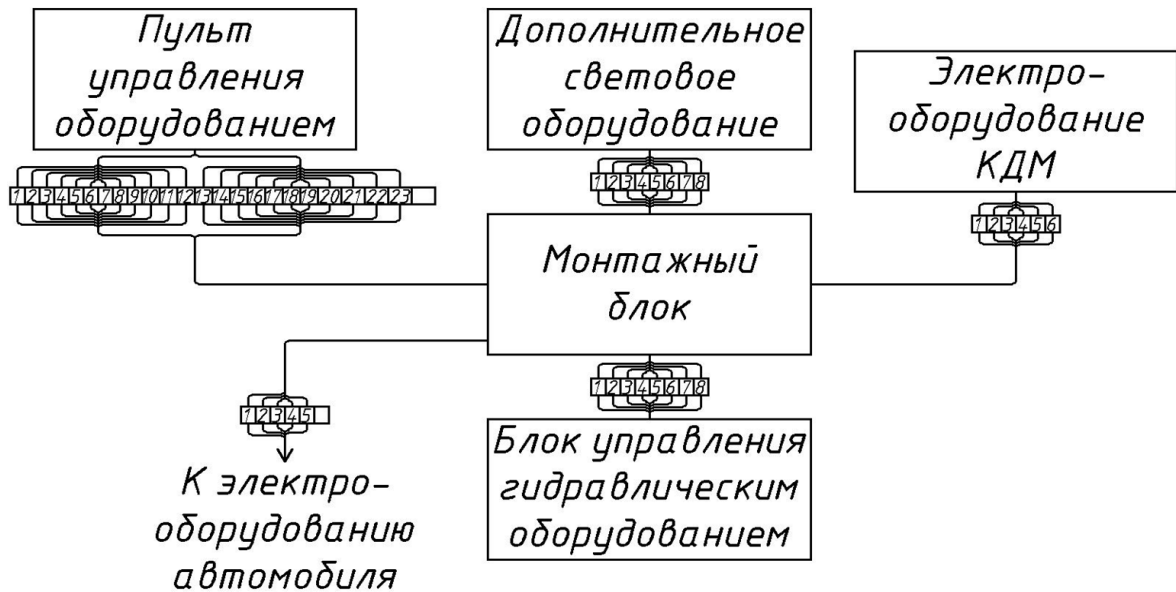 Пульт
управления
оборудованием
Дополнительное
световое
оборудование
Электро-
оборудование
КДМ
1 2 3 4 5 6 7 8 9 10 11 12 13 14 15 16 17 18 19 20 21 22 23
1 2 3 4 5 6 7 8
1 2 3 4 5 6
Монтажный
блок
1 2 3 4 5
1 2 3 4 5 6 7 8
К электро-
оборудованию
автомобиля
Блок управления
гидравлическим
оборудованием